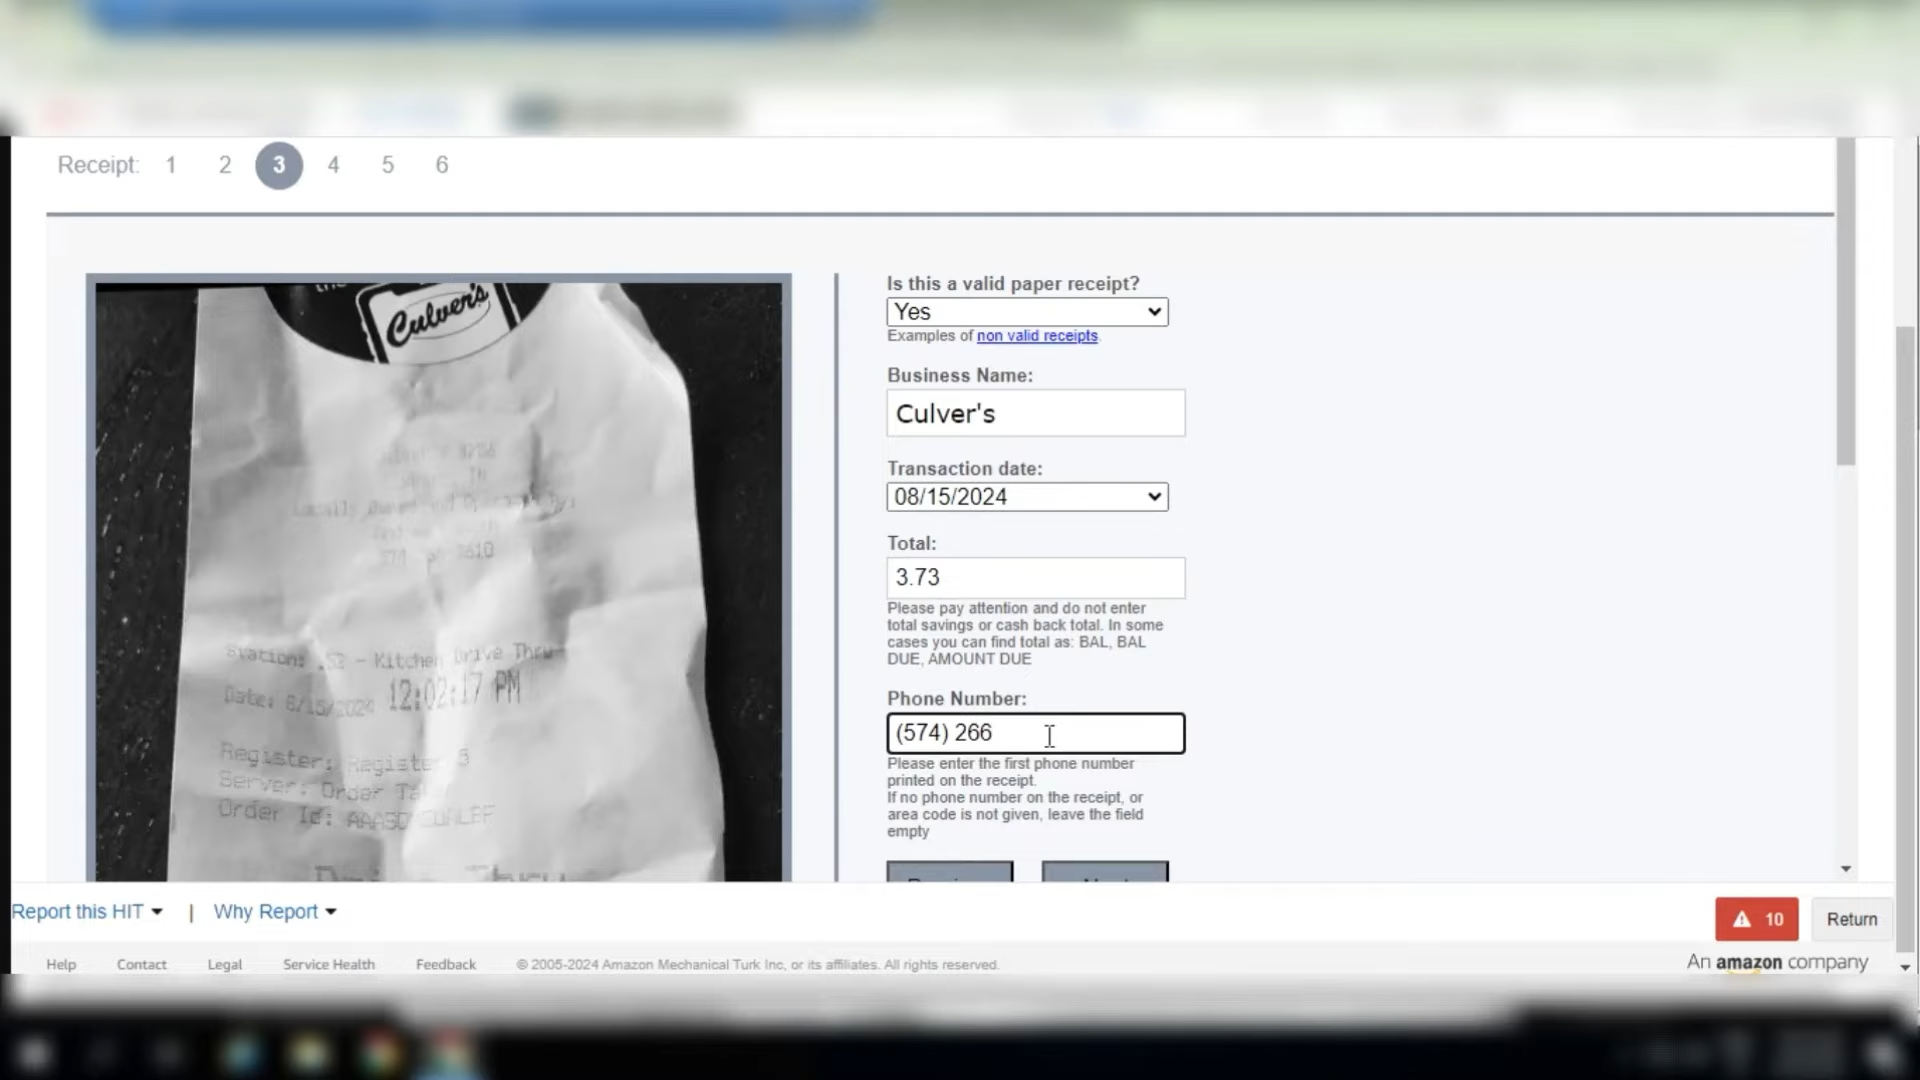 Receipt: 1 2 3 4 5 6
Culver's
Station: - Kitchen Drive Thru
Date: 8/15/2024 12:02:17 PM
Register: Register 3
Server: Order
Order Id:
Drive Thru
Is this a valid paper receipt?
Yes
Examples of non valid receipts.
Business Name:
Culver's
Transaction date:
08/15/2024
Total:
3.73
Please pay attention and do not enter
total savings or cash back total. In some
cases you can find total as: BAL, BAL
DUE, AMOUNT DUE
Phone Number:
(574) 266
Please enter the first phone number
printed on the receipt.
If no phone number on the receipt, or
area code is not given, leave the field
empty
Report this HIT | Why Report
10 Return
Help Contact Legal Service Health Feedback © 2005-2024 Amazon Mechanical Turk Inc, or its affiliates. All rights reserved.
An amazon company